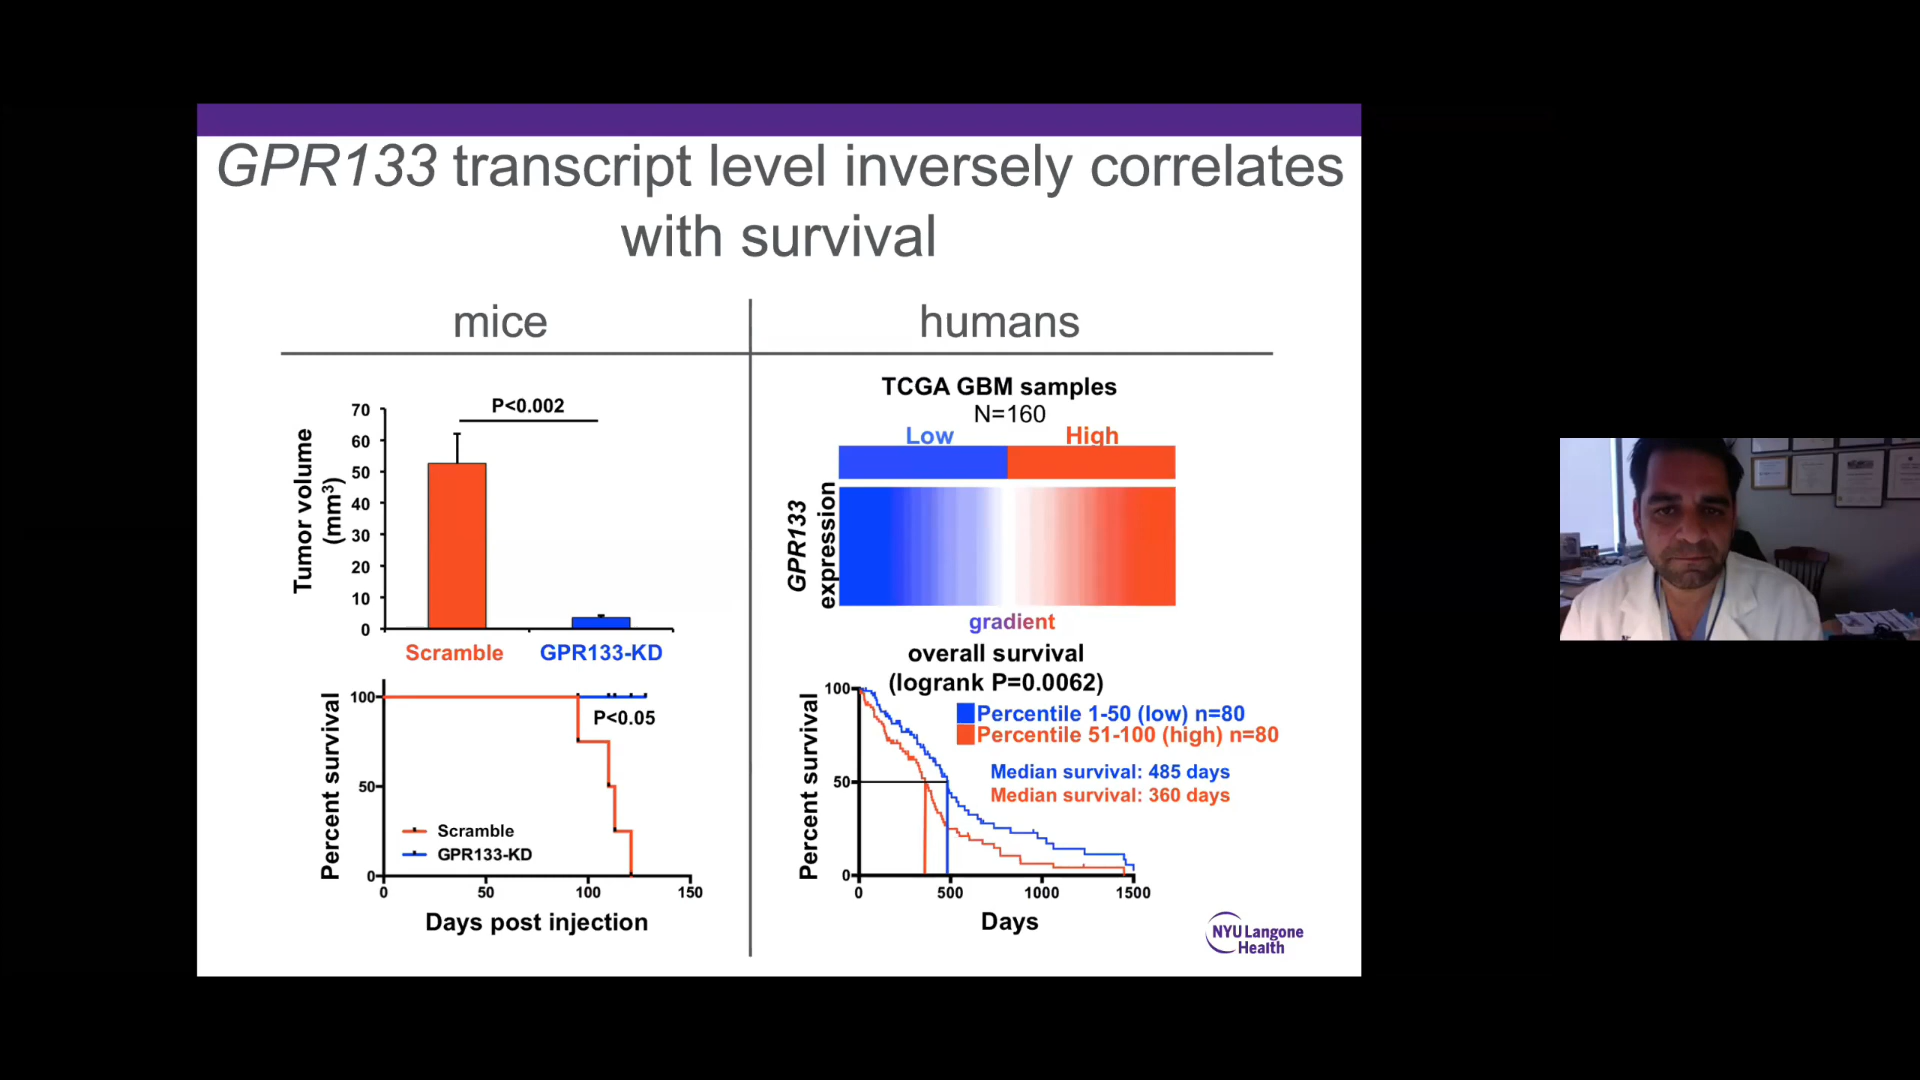 GPR133 transcript level inversely correlates
with survival
mice
humans
P<0.002
70
60
50
40
30
20
10
0
Tumor volume
(mm³)
Scramble
GPR133-KD
100
50
0
Percent survival
P<0.05
Scramble
GPR133-KD
0 50 100 150
Days post injection
TCGA GBM samples
N=160
Low High
GPR133
expression
gradient
overall survival
(logrank P=0.0062)
100
50
0
Percent survival
Percentile 1-50 (low) n=80
Percentile 51-100 (high) n=80
Median survival: 485 days
Median survival: 360 days
0 500 1000 1500
Days
NYU Langone
Health